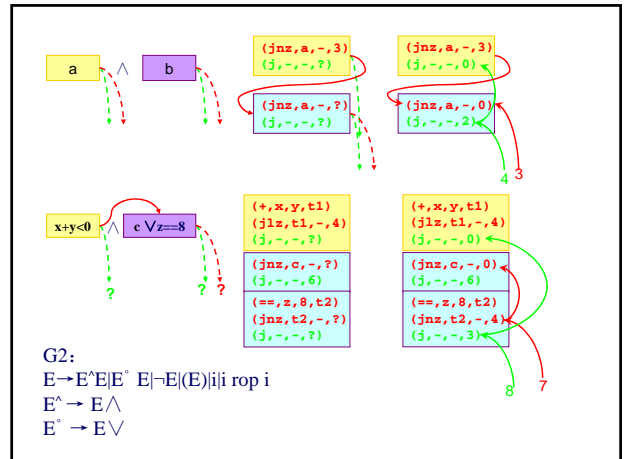 a ∧ b
(jnz,a,-,3)
(j,-,-,?)
(jnz,a,-,?)
(j,-,-,?)
(jnz,a,-,3)
(j,-,-,0)
(jnz,a,-,0)
(j,-,-,2)
4 3
x+y<0 ∧ c ∨z==8
? ? ?
(+,x,y,t1)
(jlz,t1,-,4)
(j,-,-,?)
(jnz,c,-,?)
(j,-,-,6)
(==,z,8,t2)
(jnz,t2,-,?)
(j,-,-,?)
(+,x,y,t1)
(jlz,t1,-,4)
(j,-,-,0)
(jnz,c,-,0)
(j,-,-,6)
(==,z,8,t2)
(jnz,t2,-,4)
(j,-,-,3)
8 7
G2:
E→E^E|E° E|¬E|(E)|i|i rop i
E^ → E∧
E° → E∨